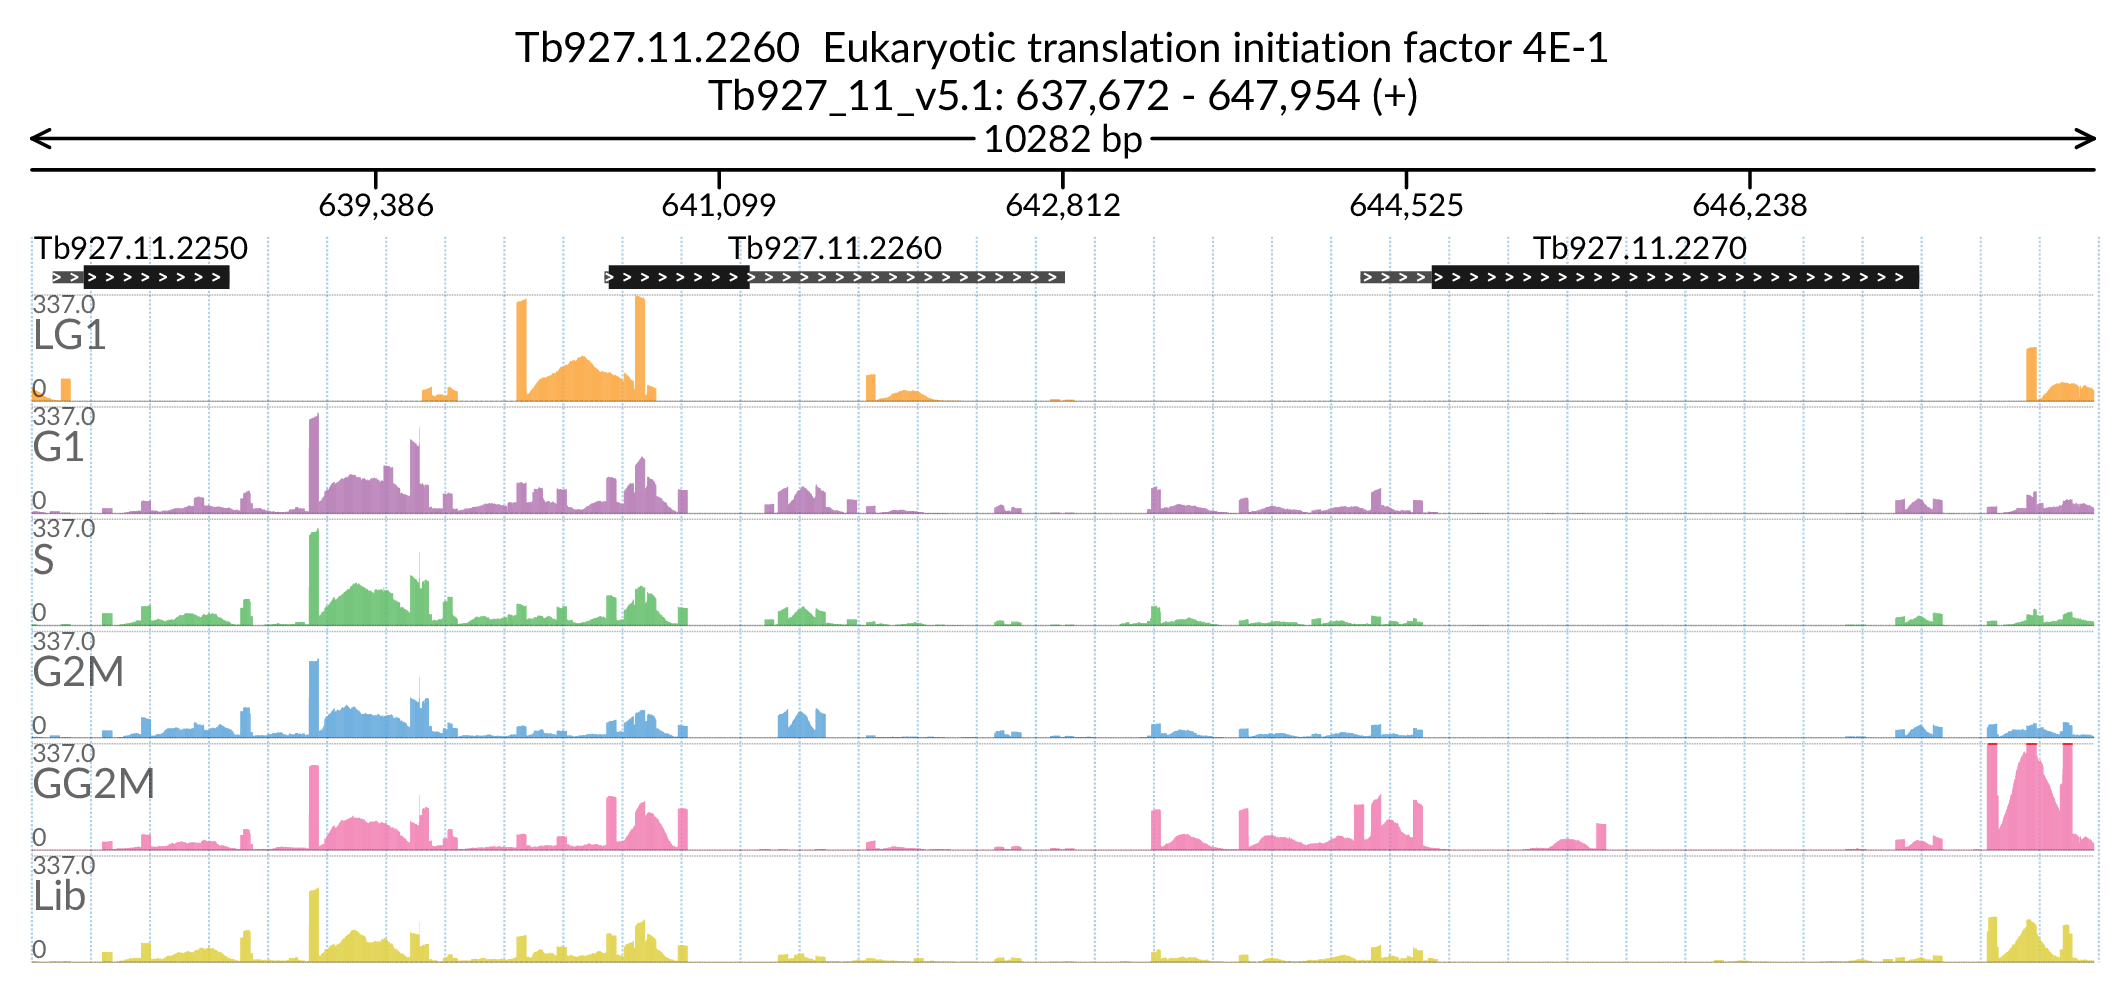 Tb927.11.2260  Eukaryotic translation initiation factor 4E-1
Tb927_11_v5.1: 637,672 - 647,954 (+)
10282 bp
639,386 641,099 642,812 644,525 646,238
Tb927.11.2250 Tb927.11.2260 Tb927.11.2270
337.0
LG1
0
337.0
G1
0
337.0
S
0
337.0
G2M
0
337.0
GG2M
0
337.0
Lib
0